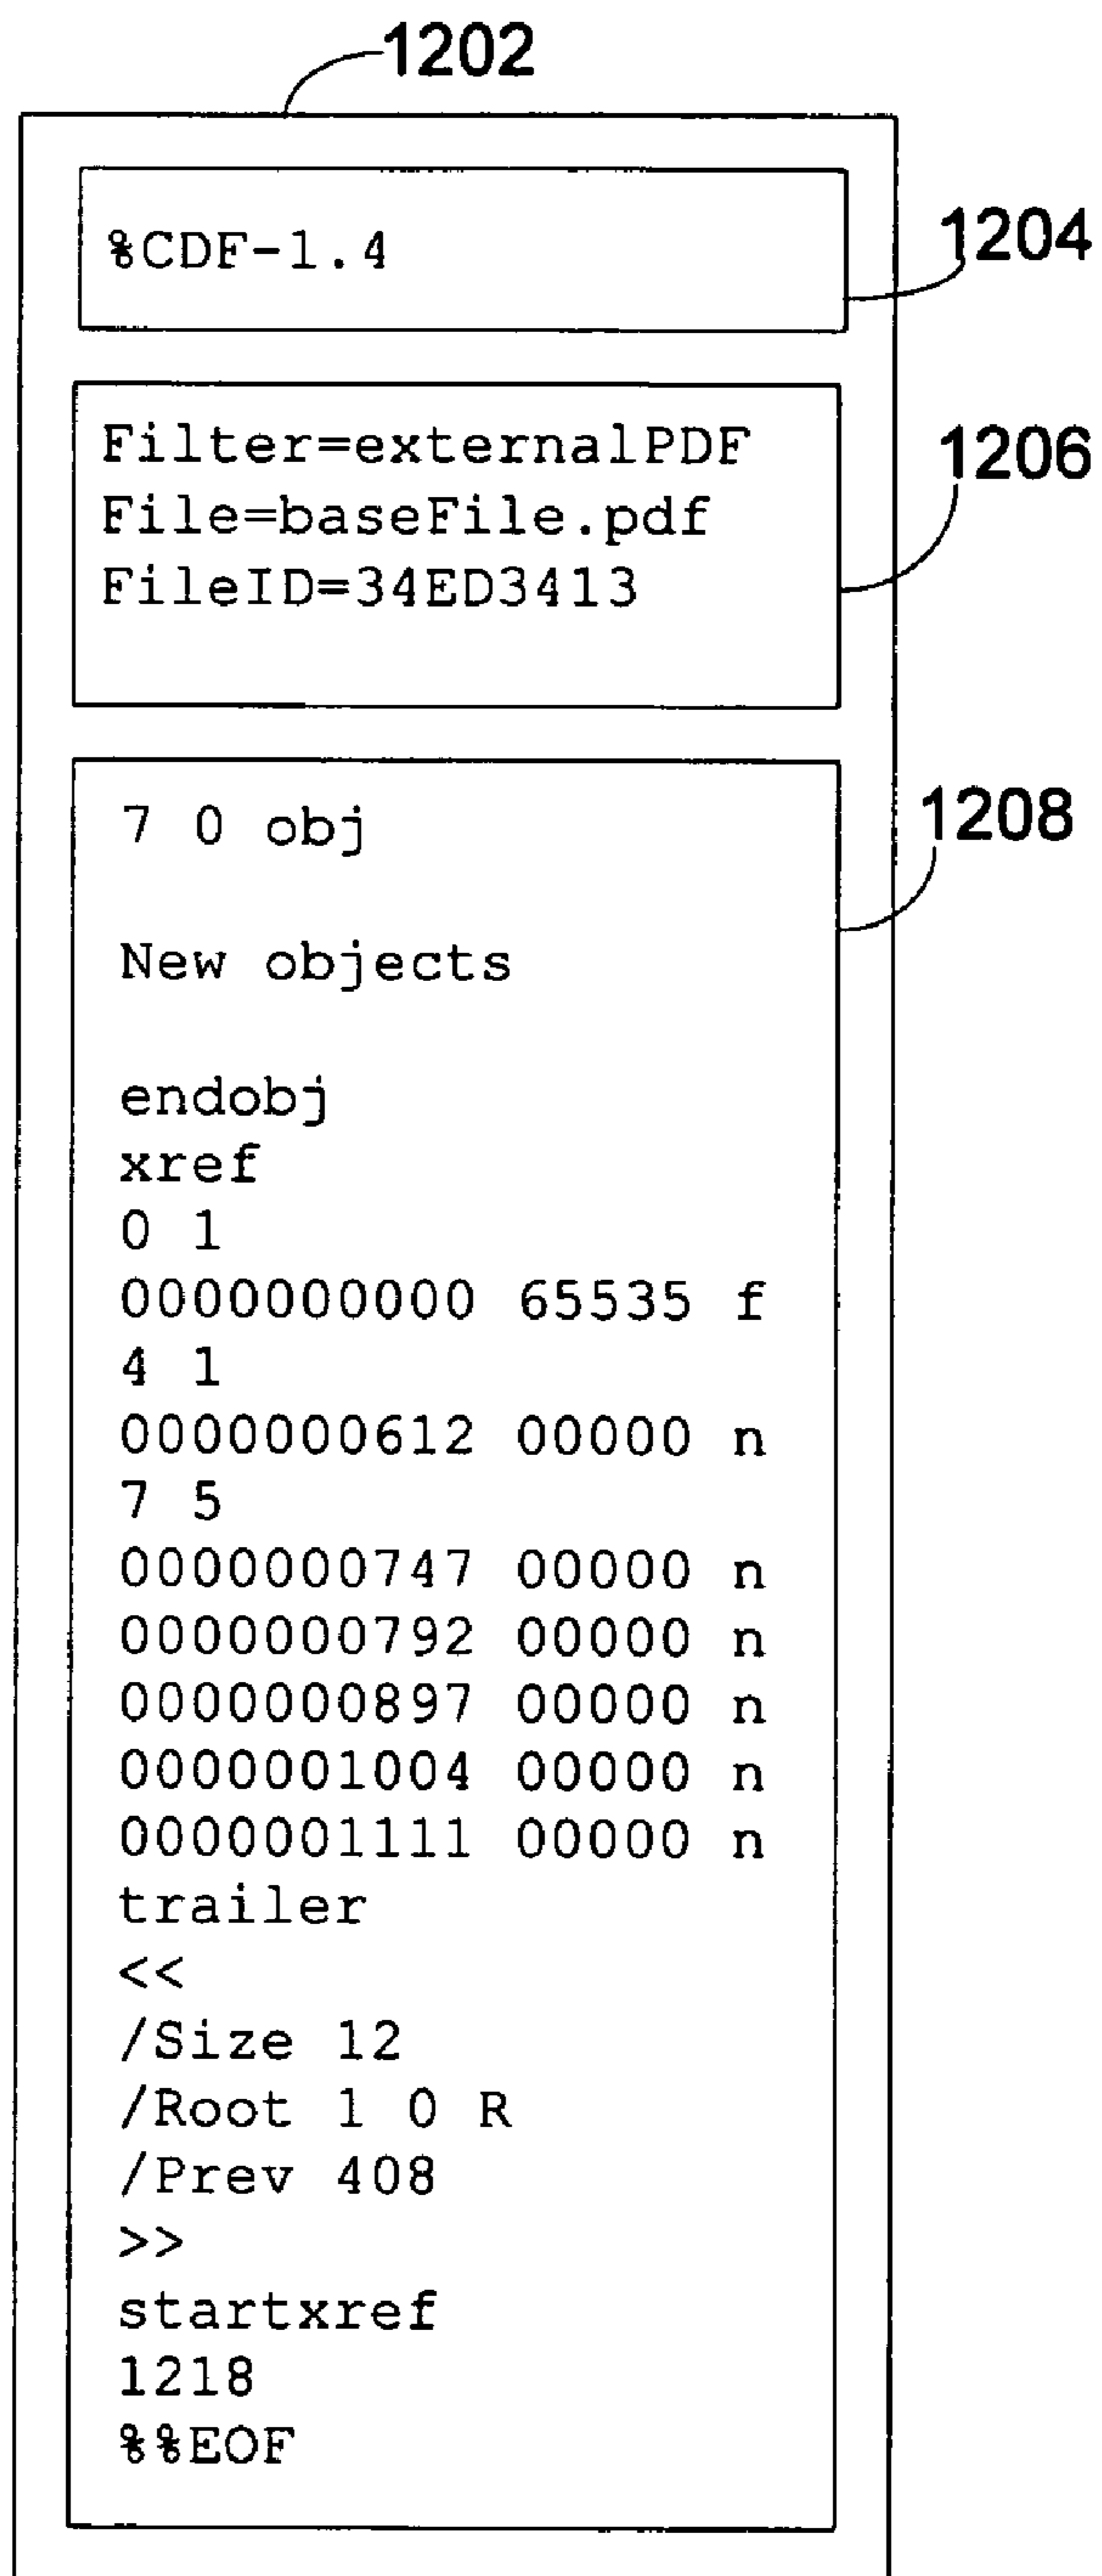 1202
%CDF-1.4
1204
Filter=externalPDF
File=baseFile.pdf
FileID=34ED3413
1206
7 0 obj
1208
New objects
endobj
xref
0 1
0000000000 65535 f
4 1
0000000612 00000 n
7 5
0000000747 00000 n
0000000792 00000 n
0000000897 00000 n
0000001004 00000 n
0000001111 00000 n
trailer
<<
/Size 12
/Root 1 0 R
/Prev 408
>>
startxref
1218
%%EOF